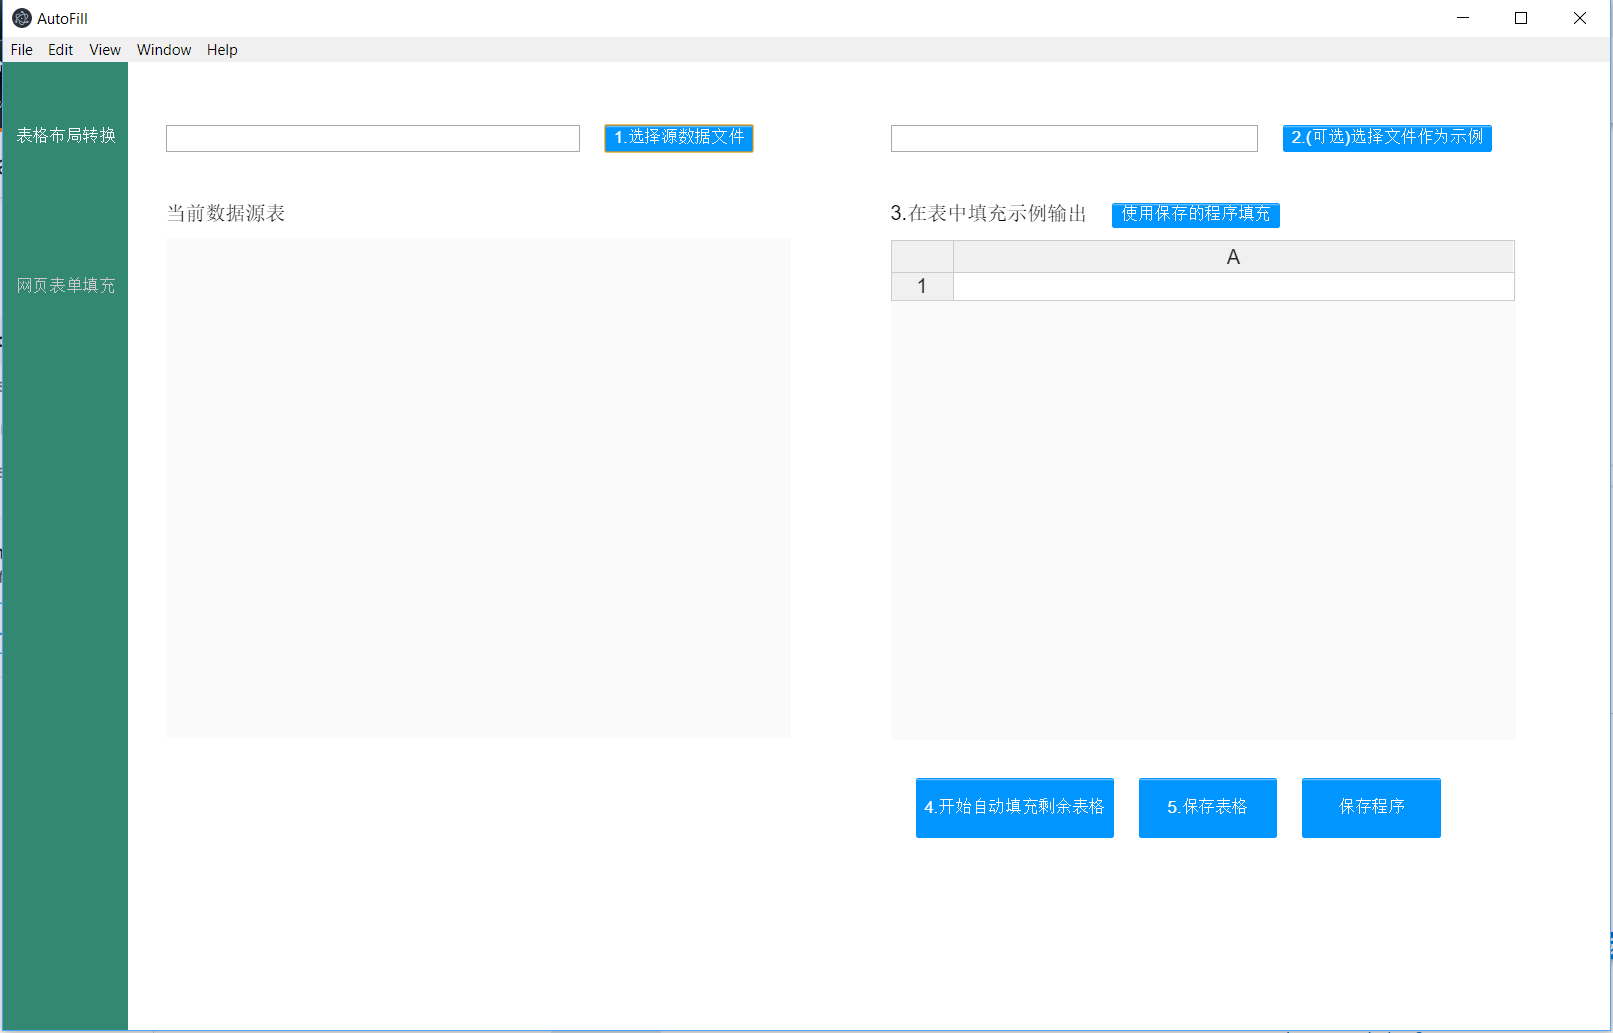 AutoFill
File Edit View Window Help
表格布局转换
网页表单填充
1.选择源数据文件
2.(可选)选择文件作为示例
当前数据源表
3.在表中填充示例输出
使用保存的程序填充
A
1
4.开始自动填充剩余表格
5.保存表格
保存程序